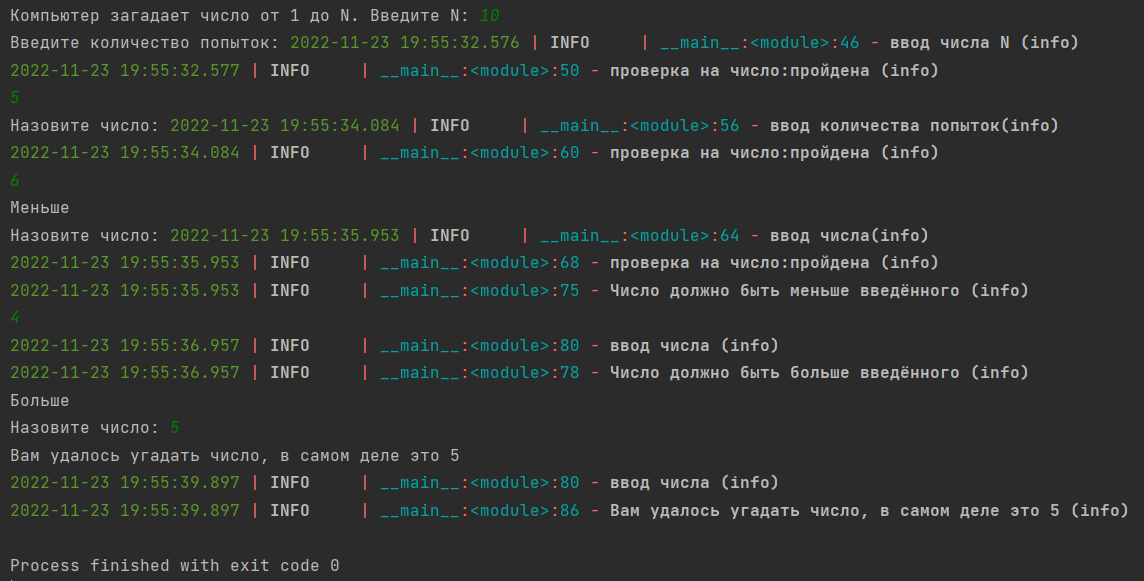 Компьютер загадает число от 1 до N. Введите N: 10
Введите количество попыток: 2022-11-23 19:55:32.576 | INFO     | __main__:<module>:46 - ввод числа N (info)
2022-11-23 19:55:32.577 | INFO     | __main__:<module>:50 - проверка на число:пройдена (info)
5
Назовите число: 2022-11-23 19:55:34.084 | INFO     | __main__:<module>:56 - ввод количества попыток(info)
2022-11-23 19:55:34.084 | INFO     | __main__:<module>:60 - проверка на число:пройдена (info)
6
Меньше
Назовите число: 2022-11-23 19:55:35.953 | INFO     | __main__:<module>:64 - ввод числа(info)
2022-11-23 19:55:35.953 | INFO     | __main__:<module>:68 - проверка на число:пройдена (info)
2022-11-23 19:55:35.953 | INFO     | __main__:<module>:75 - Число должно быть меньше введённого (info)
4
2022-11-23 19:55:36.957 | INFO     | __main__:<module>:80 - ввод числа (info)
2022-11-23 19:55:36.957 | INFO     | __main__:<module>:78 - Число должно быть больше введённого (info)
Больше
Назовите число: 5
Вам удалось угадать число, в самом деле это 5
2022-11-23 19:55:39.897 | INFO     | __main__:<module>:80 - ввод числа (info)
2022-11-23 19:55:39.897 | INFO     | __main__:<module>:86 - Вам удалось угадать число, в самом деле это 5 (info)
Process finished with exit code 0